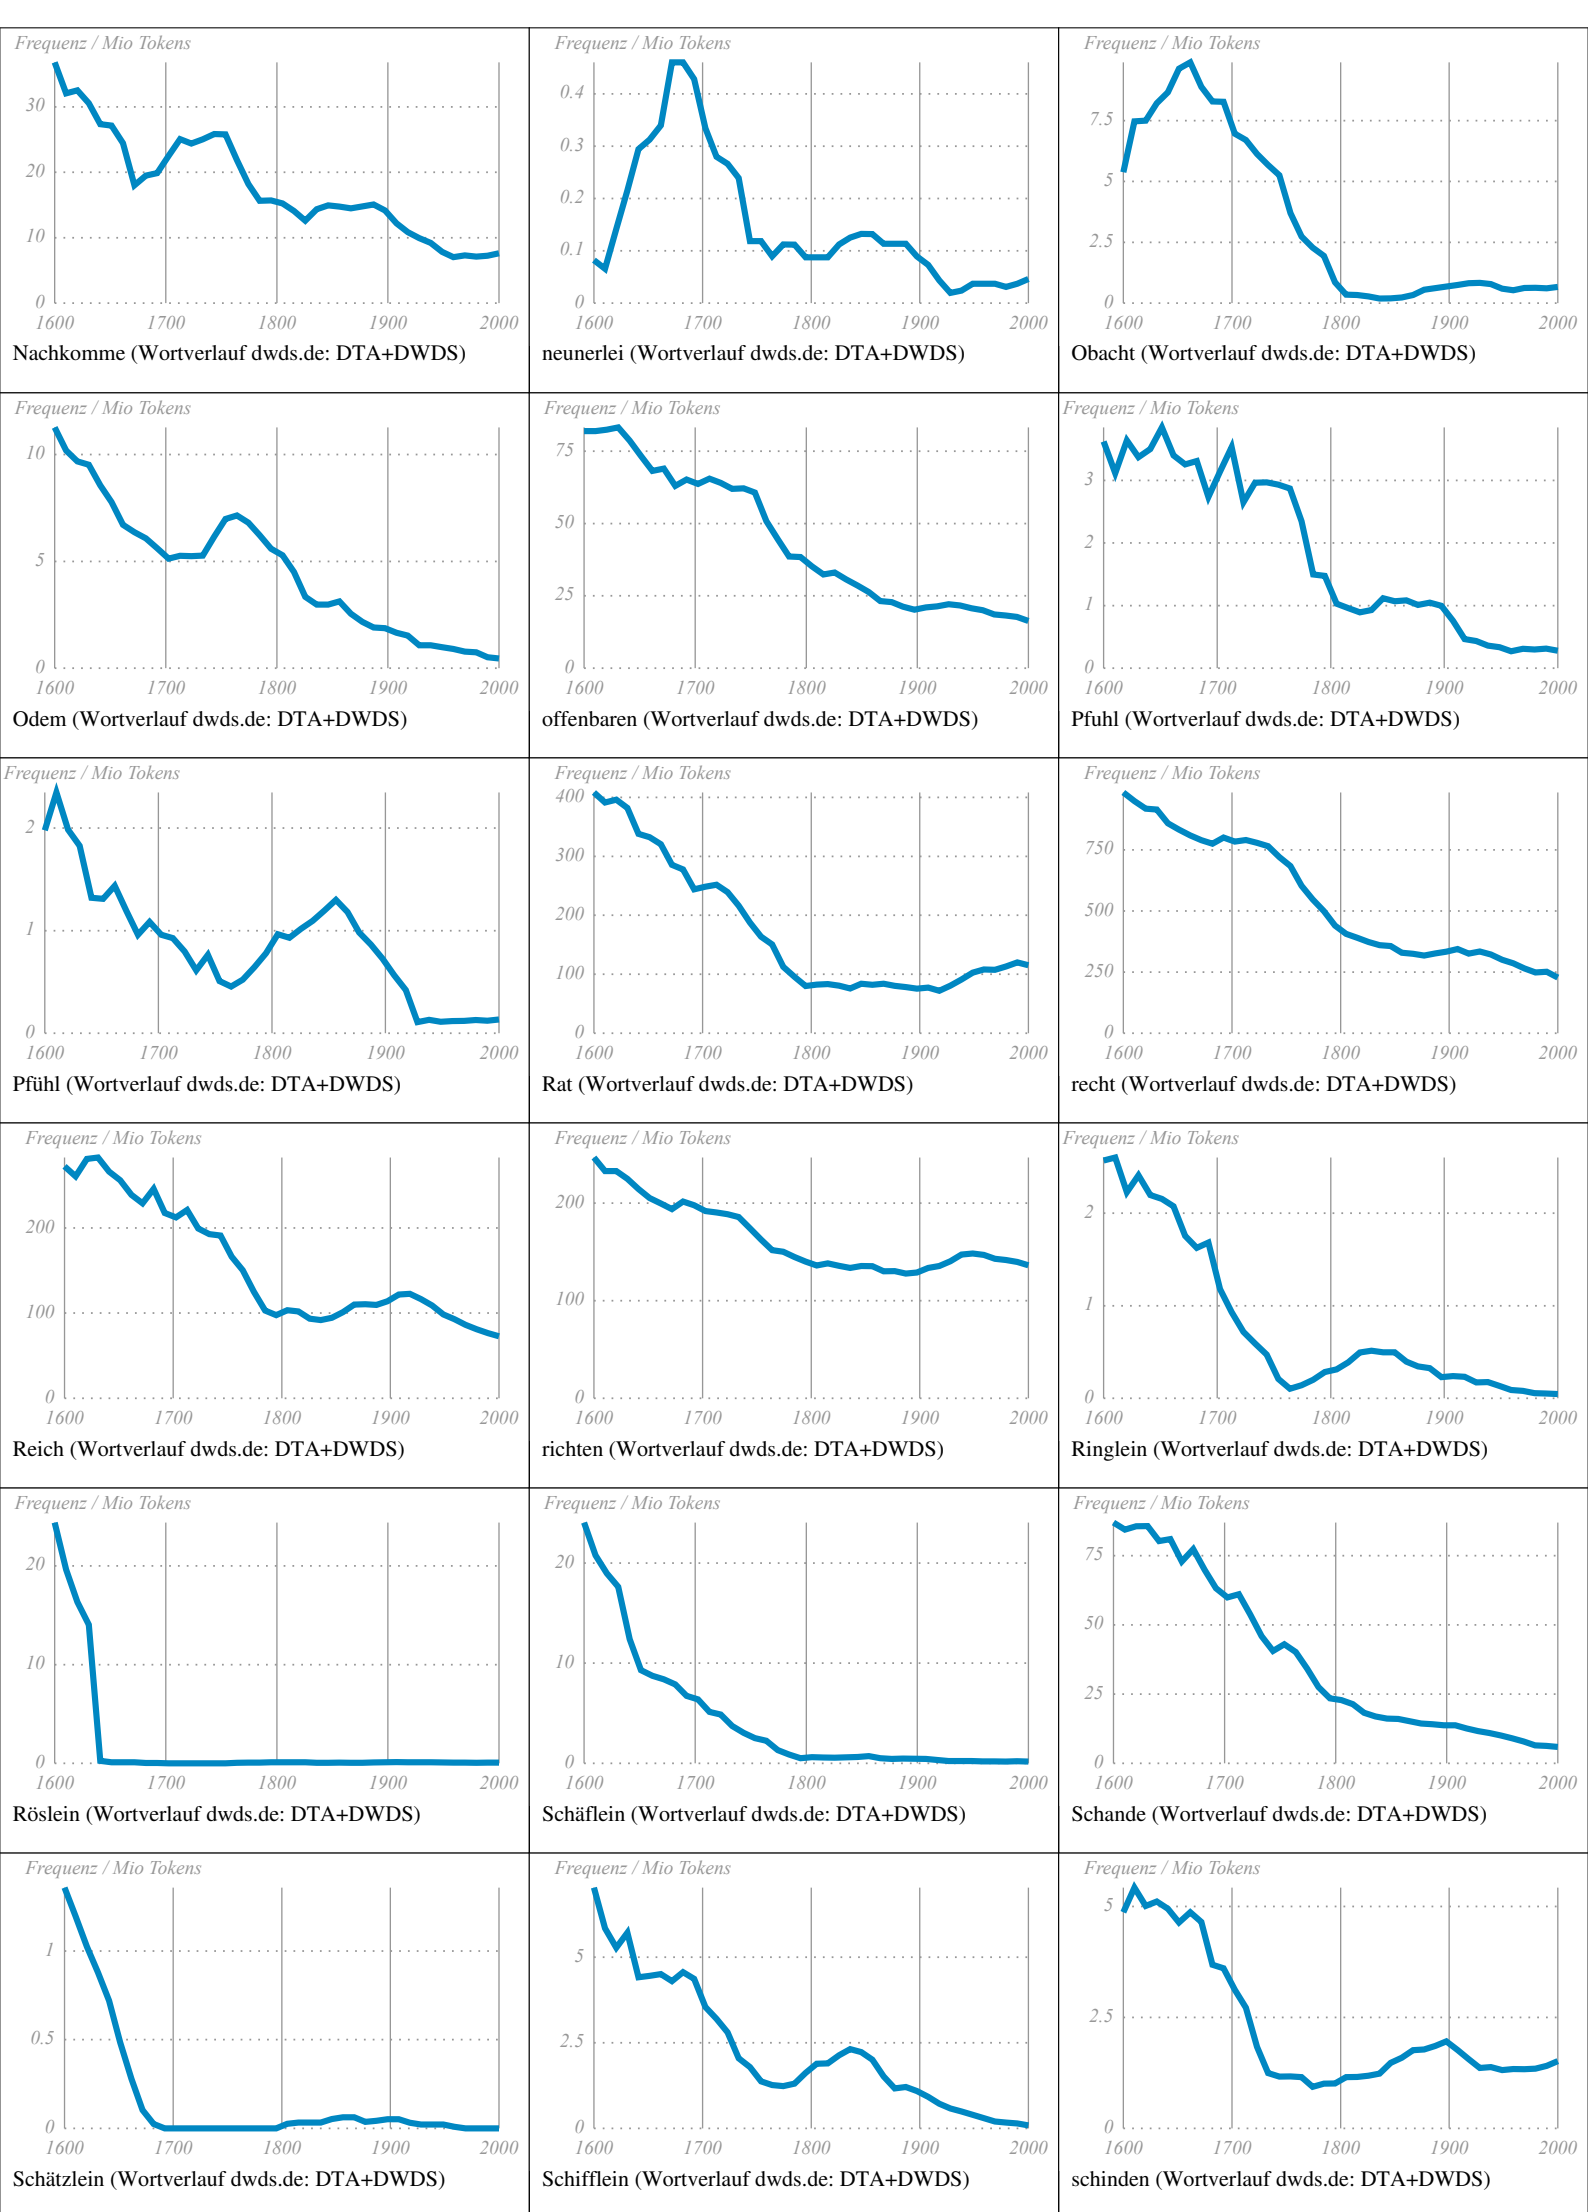 Frequenz / Mio Tokens
30
20
10
0
1600 1700 1800 1900 2000
Nachkomme (Wortverlauf dwds.de: DTA+DWDS)
Frequenz / Mio Tokens
0.4
0.3
0.2
0.1
0
1600 1700 1800 1900 2000
neunerlei (Wortverlauf dwds.de: DTA+DWDS)
Frequenz / Mio Tokens
7.5
5
2.5
0
1600 1700 1800 1900 2000
Obacht (Wortverlauf dwds.de: DTA+DWDS)
Frequenz / Mio Tokens
10
5
0
1600 1700 1800 1900 2000
Odem (Wortverlauf dwds.de: DTA+DWDS)
Frequenz / Mio Tokens
75
50
25
0
1600 1700 1800 1900 2000
offenbaren (Wortverlauf dwds.de: DTA+DWDS)
Frequenz / Mio Tokens
3
2
1
0
1600 1700 1800 1900 2000
Pfuhl (Wortverlauf dwds.de: DTA+DWDS)
Frequenz / Mio Tokens
2
1
0
1600 1700 1800 1900 2000
Pfühl (Wortverlauf dwds.de: DTA+DWDS)
Frequenz / Mio Tokens
400
300
200
100
0
1600 1700 1800 1900 2000
Rat (Wortverlauf dwds.de: DTA+DWDS)
Frequenz / Mio Tokens
750
500
250
0
1600 1700 1800 1900 2000
recht (Wortverlauf dwds.de: DTA+DWDS)
Frequenz / Mio Tokens
200
100
0
1600 1700 1800 1900 2000
Reich (Wortverlauf dwds.de: DTA+DWDS)
Frequenz / Mio Tokens
200
100
0
1600 1700 1800 1900 2000
richten (Wortverlauf dwds.de: DTA+DWDS)
Frequenz / Mio Tokens
2
1
0
1600 1700 1800 1900 2000
Ringlein (Wortverlauf dwds.de: DTA+DWDS)
Frequenz / Mio Tokens
20
10
0
1600 1700 1800 1900 2000
Röslein (Wortverlauf dwds.de: DTA+DWDS)
Frequenz / Mio Tokens
20
10
0
1600 1700 1800 1900 2000
Schäflein (Wortverlauf dwds.de: DTA+DWDS)
Frequenz / Mio Tokens
75
50
25
0
1600 1700 1800 1900 2000
Schande (Wortverlauf dwds.de: DTA+DWDS)
Frequenz / Mio Tokens
1
0.5
0
1600 1700 1800 1900 2000
Schätzlein (Wortverlauf dwds.de: DTA+DWDS)
Frequenz / Mio Tokens
5
2.5
0
1600 1700 1800 1900 2000
Schifflein (Wortverlauf dwds.de: DTA+DWDS)
Frequenz / Mio Tokens
5
2.5
0
1600 1700 1800 1900 2000
schinden (Wortverlauf dwds.de: DTA+DWDS)